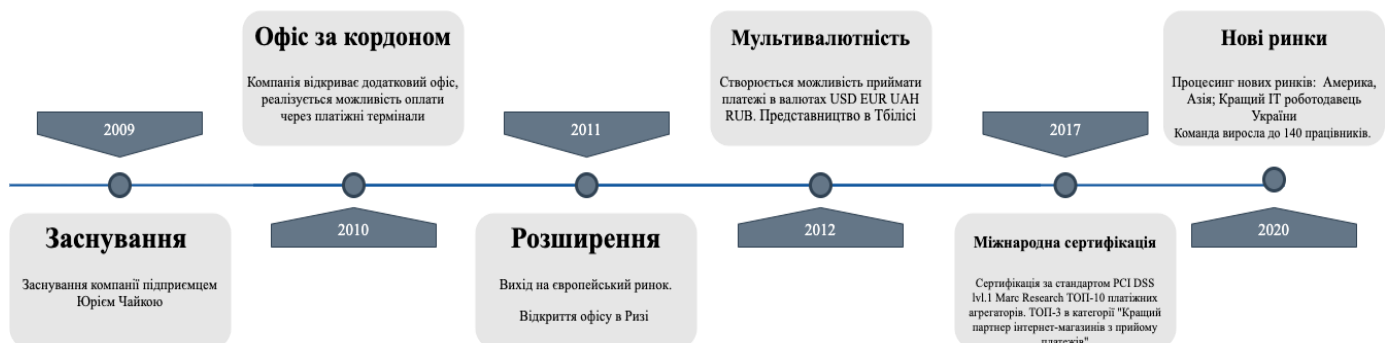 2009
Заснування
Заснування компанії підприємцем
Юрієм Чайкою
Офіс за кордоном
Компанія відкриває додатковий офіс,
реалізується можливість оплати
через платіжні термінали
2010
2011
Розширення
Вихід на європейський ринок.
Відкриття офісу в Ризі
Мультивалютність
Створюється можливість приймати
платежі в валютах USD EUR UAH
RUB. Представництво в Тбілісі
2012
2017
Міжнародна сертифікація
Сертифікація за стандартом PCI DSS
lvl.1 Marc Research ТОП-10 платіжних
агрегаторів. ТОП-3 в категорії "Кращий
партнер інтернет-магазинів з прийому
платежів"
Нові ринки
Процесинг нових ринків:  Америка,
Азія; Кращий ІТ роботодавець
України
Команда виросла до 140 працівників.
2020